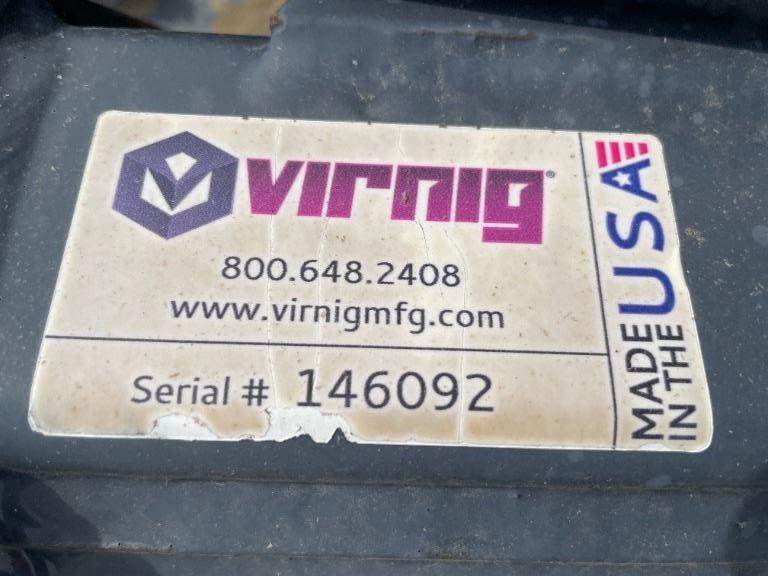 virnig®
800.648.2408
www.virnigmfg.com
Serial # 146092
MADE
IN THE
USA